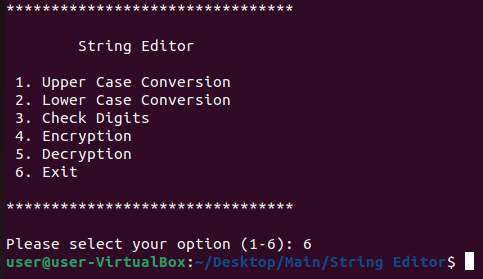 ********************************
String Editor
1. Upper Case Conversion
2. Lower Case Conversion
3. Check Digits
4. Encryption
5. Decryption
6. Exit
********************************
Please select your option (1-6): 6
user@user-VirtualBox:~/Desktop/Main/String Editor$